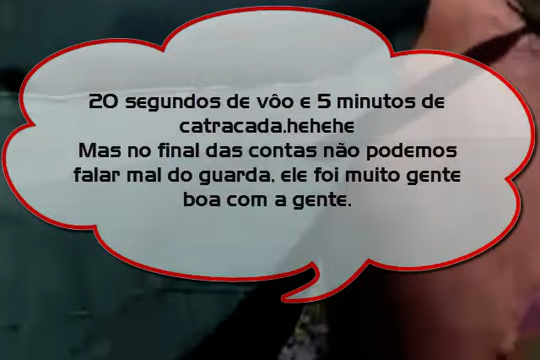 20 segundos de vôo e 5 minutos de
catracada.hehehe
Mas no final das contas não podemos
falar mal do guarda, ele foi muito gente
boa com a gente.